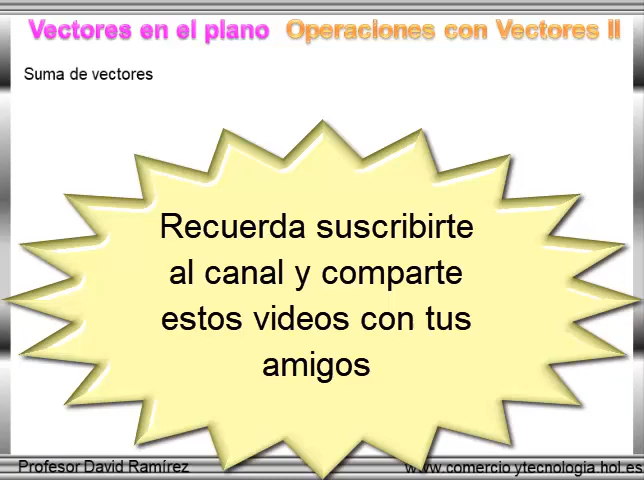 Vectores en el plano Operaciones con Vectores II
Suma de vectores
Recuerda suscribirte
al canal y comparte
estos videos con tus
amigos
Profesor David Ramírez www.comercioytecnologia.hol.es